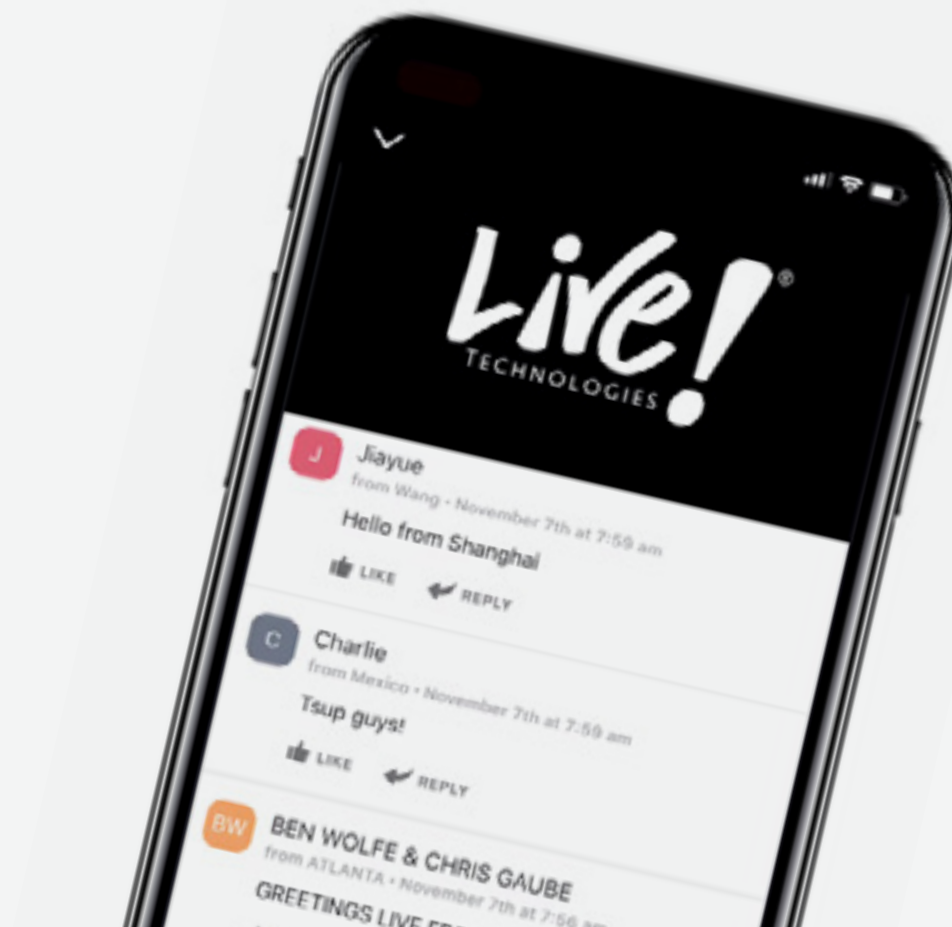 Live!®
TECHNOLOGIES
J
Jiayue
from Wang • November 7th at 7:59 am
Hello from Shanghai
LIKE REPLY
C
Charlie
from Mexico • November 7th at 7:59 am
Tsup guys!
LIKE REPLY
BW
BEN WOLFE & CHRIS GAUBE
from ATLANTA • November 7th at 7:56 am
GREETINGS LIVE